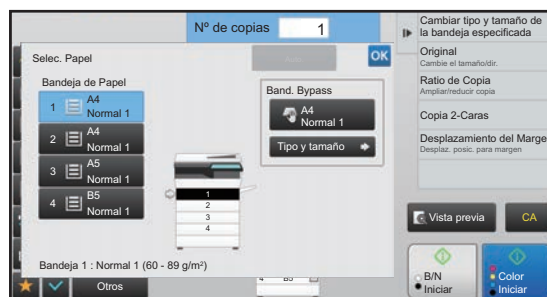 Nº de copias
1
Selec. Papel
Auto
OK
Bandeja de Papel
1
A4
Normal 1
2
A4
Normal 1
3
A5
Normal 1
4
B5
Normal 1
1
2
3
4
Band. Bypass
A4
Normal 1
Tipo y tamaño
Bandeja 1 : Normal 1 (60 - 89 g/m²)
Otros
4
B5
Cambiar tipo y tamaño de
la bandeja especificada
Original
Cambie el tamaño/dir.
Ratio de Copia
Ampliar/reducir copia
Copia 2-Caras
Desplazamiento del Marge
Desplaz. posic. para margen
Vista previa
CA
B/N
Iniciar
Color
Iniciar